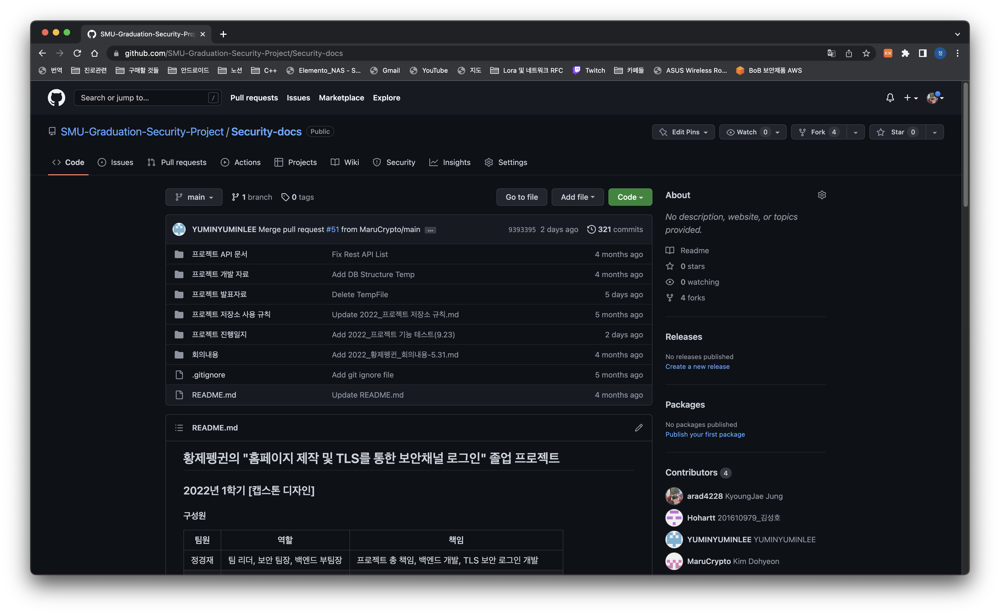 SMU-Graduation-Security-Pro
github.com/SMU-Graduation-Security-Project/Security-docs
EX
정
번역 진로관련 구매할 것들 안드로이드 노션 C++ Elemento_NAS - S... Gmail YouTube 지도 Lora 및 네트워크 RFC Twitch 카페들 ASUS Wireless Ro... BoB 보안제품 AWS
Search or jump to... / Pull requests Issues Marketplace Explore
SMU-Graduation-Security-Project / Security-docs Public
Edit Pins Watch 0 Fork 4 Star 0
Code Issues Pull requests Actions Projects Wiki Security Insights Settings
main 1 branch 0 tags Go to file Add file Code
YUMINYUMINLEE Merge pull request #51 from MaruCrypto/main ... 9393395 2 days ago 321 commits
프로젝트 API 문서 Fix Rest API List 4 months ago
프로젝트 개발 자료 Add DB Structure Temp 4 months ago
프로젝트 발표자료 Delete TempFile 5 days ago
프로젝트 저장소 사용 규칙 Update 2022_프로젝트 저장소 규칙.md 5 months ago
프로젝트 진행일지 Add 2022_프로젝트 기능 테스트(9.23) 2 days ago
회의내용 Add 2022_황제펭귄_회의내용-5.31.md 4 months ago
.gitignore Add git ignore file 5 months ago
README.md Update README.md 4 months ago
README.md
황제펭귄의 "홈페이지 제작 및 TLS를 통한 보안채널 로그인" 졸업 프로젝트
2022년 1학기 [캡스톤 디자인]
구성원
팀원 역할 책임
정경재 팀 리더, 보안 팀장, 백엔드 부팀장 프로젝트 총 책임, 백엔드 개발, TLS 보안 로그인 개발
About
No description, website, or topics
provided.
Readme
0 stars
0 watching
4 forks
Releases
No releases published
Create a new release
Packages
No packages published
Publish your first package
Contributors 4
arad4228 KyoungJae Jung
Hohartt 201610979_김성호
YUMINYUMINLEE YUMINYUMINLEE
MaruCrypto Kim Dohyeon